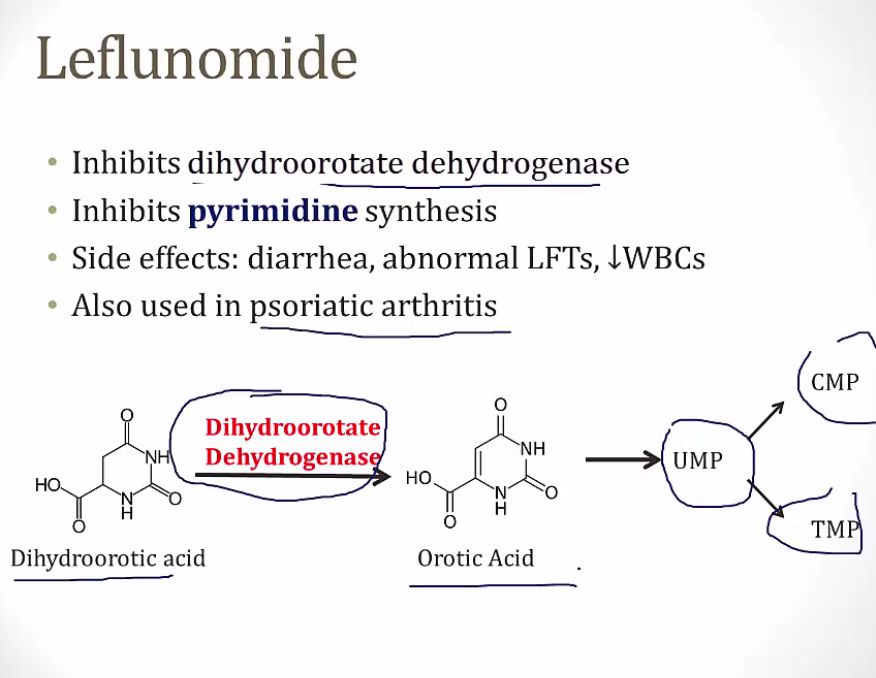 Leflunomide
• Inhibits dihydroorotate dehydrogenase
• Inhibits pyrimidine synthesis
• Side effects: diarrhea, abnormal LFTs, ↓WBCs
• Also used in psoriatic arthritis
O
NH
HO
O
N
H
O
Dihydroorotic acid
Dihydroorotate
Dehydrogenase
O
NH
HO
O
N
H
O
Orotic Acid
UMP
CMP
TMP